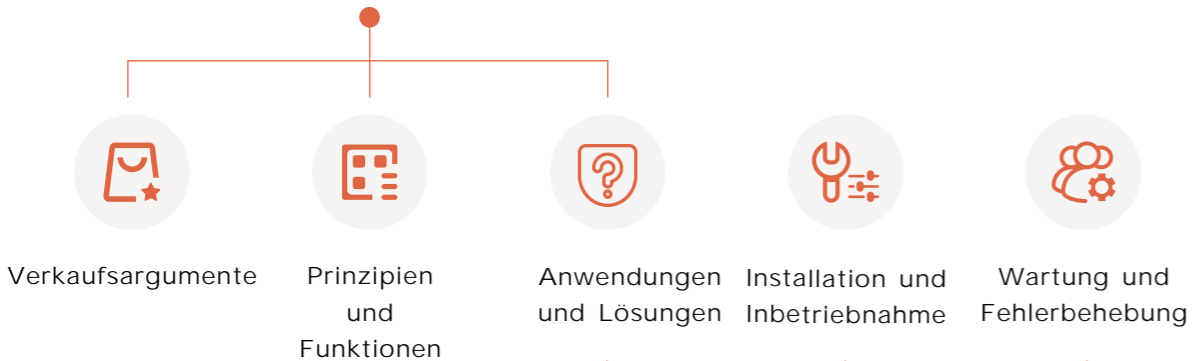 Verkaufsargumente
Prinzipien
und
Funktionen
Anwendungen
und Lösungen
Installation und
Inbetriebnahme
Wartung und
Fehlerbehebung